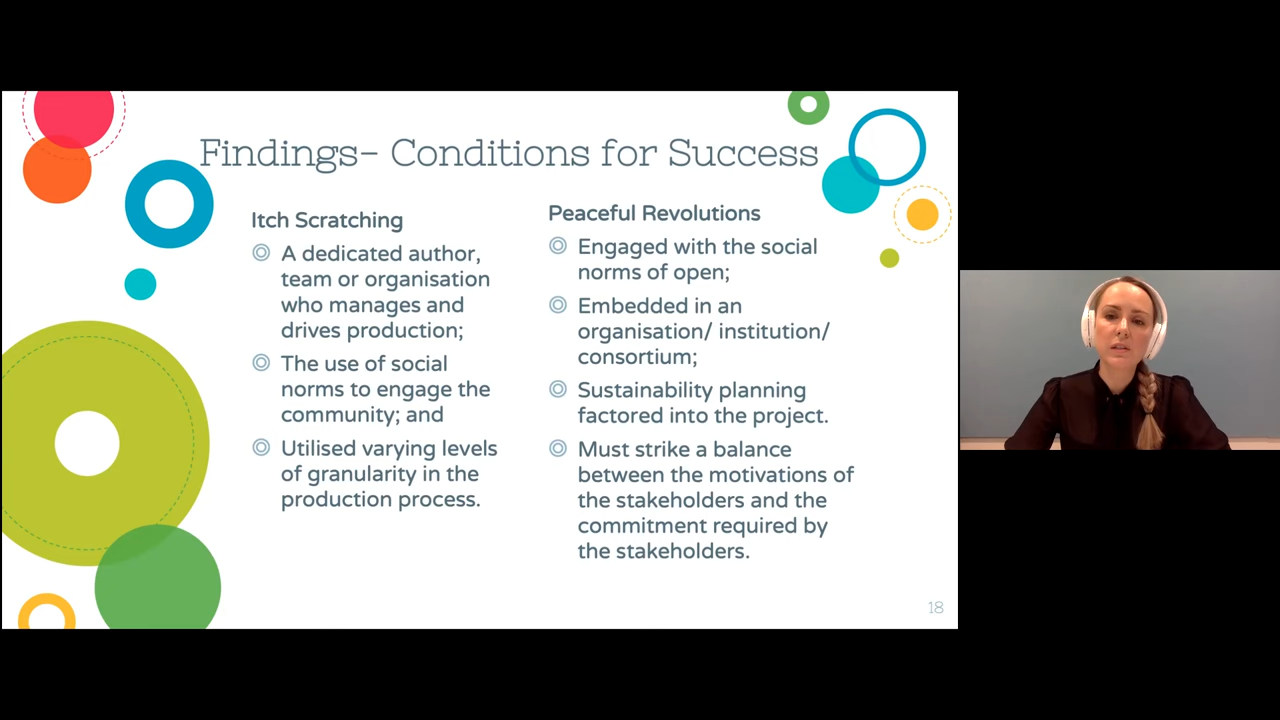 Findings– Conditions for Success
Itch Scratching
A dedicated author,
team or organisation
who manages and
drives production;
The use of social
norms to engage the
community; and
Utilised varying levels
of granularity in the
production process.
Peaceful Revolutions
Engaged with the social
norms of open;
Embedded in an
organisation/ institution/
consortium;
Sustainability planning
factored into the project.
Must strike a balance
between the motivations of
the stakeholders and the
commitment required by
the stakeholders.
18